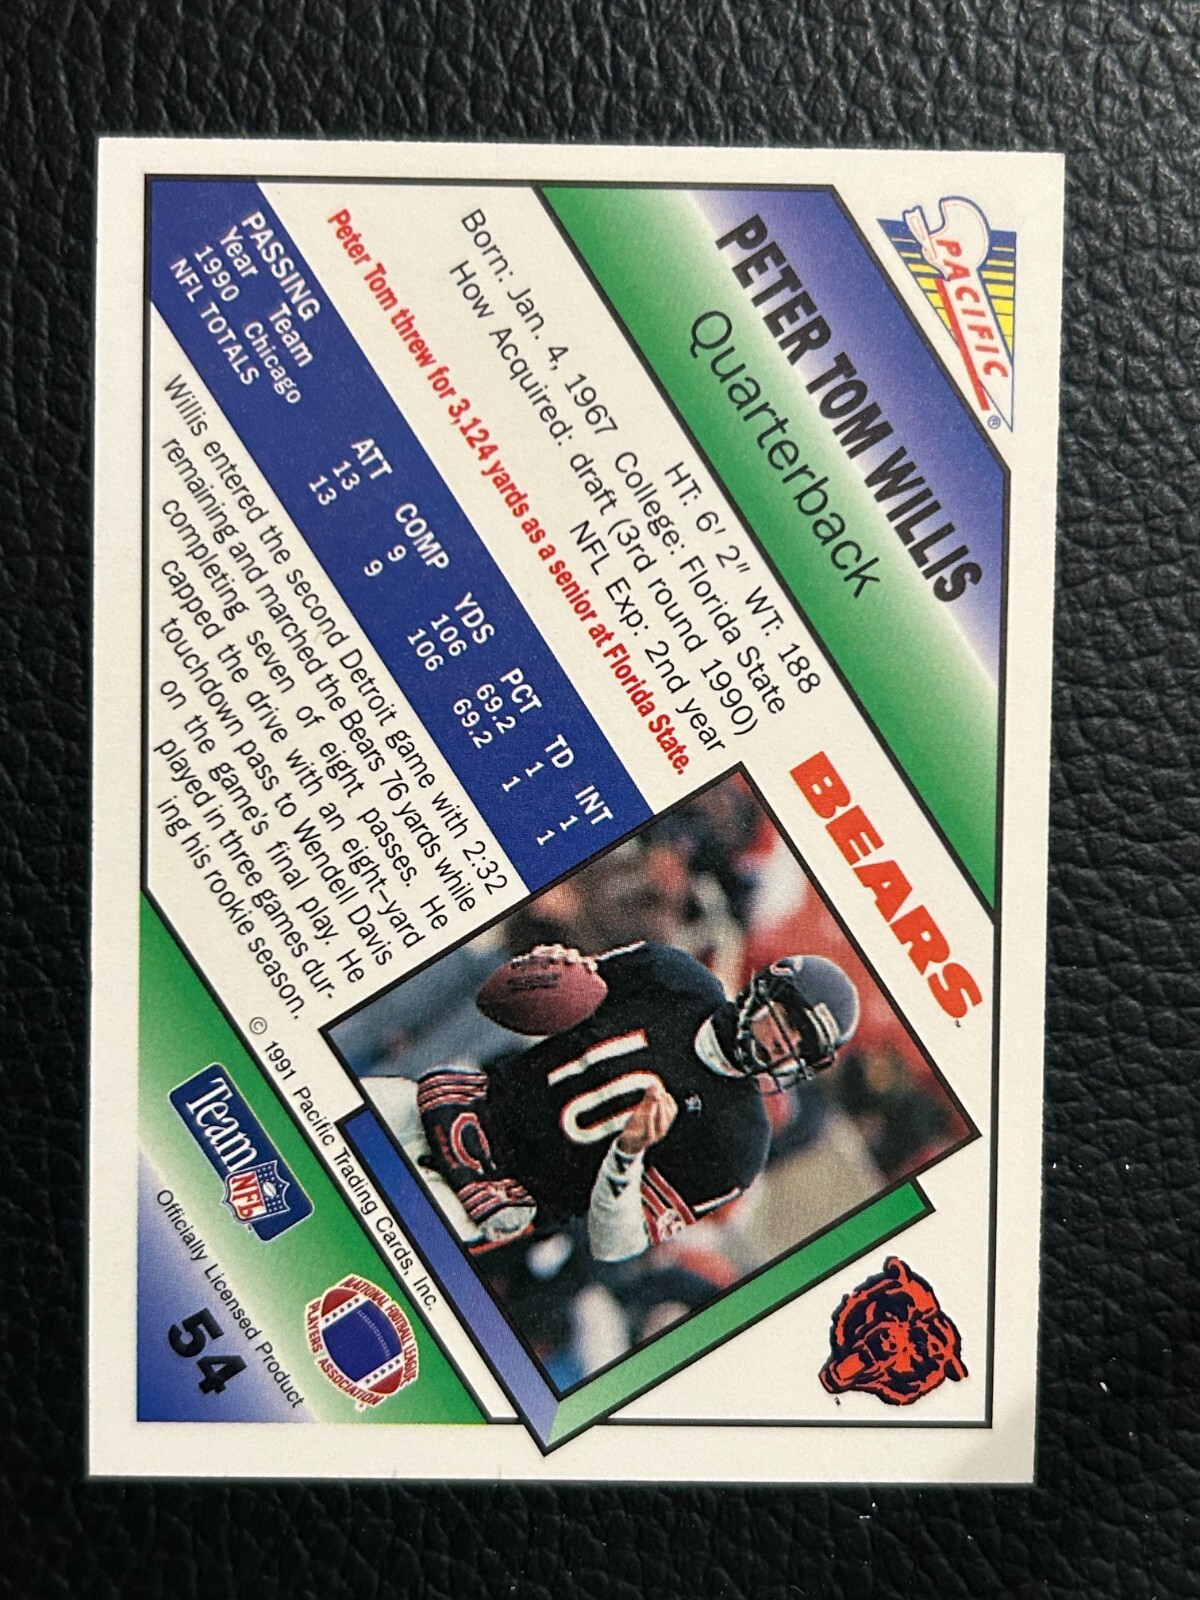 PACIFIC®
PETER TOM WILLIS
Quarterback
BEARS™
HT: 6' 2" WT: 188
Born: Jan. 4, 1967 College: Florida State
How Acquired: draft (3rd round 1990)
NFL Exp: 2nd year
Peter Tom threw for 3,124 yards as a senior at Florida State.
PASSING
Year Team ATT COMP YDS PCT TD INT
1990 Chicago 13 9 106 69.2 1 1
NFL TOTALS 13 9 106 69.2 1 1
Willis entered the second Detroit game with 2:32
remaining and marched the Bears 76 yards while
completing seven of eight passes. He
capped the drive with an eight–yard
touchdown pass to Wendell Davis
on the game's final play. He
played in three games dur-
ing his rookie season.
10
© 1991 Pacific Trading Cards, Inc.
Team NFL
NATIONAL FOOTBALL LEAGUE
PLAYERS ASSOCIATION
Officially Licensed Product
54